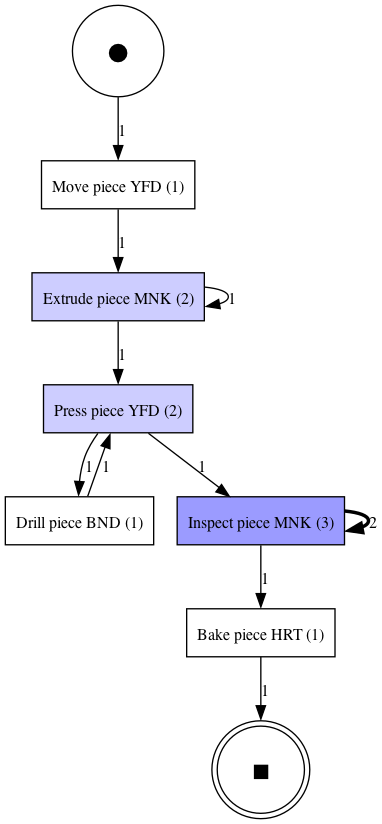 1
Move piece YFD (1)
1
Extrude piece MNK (2)
1
1
Press piece YFD (2)
1
1
1
Drill piece BND (1)
Inspect piece MNK (3)
2
1
Bake piece HRT (1)
1